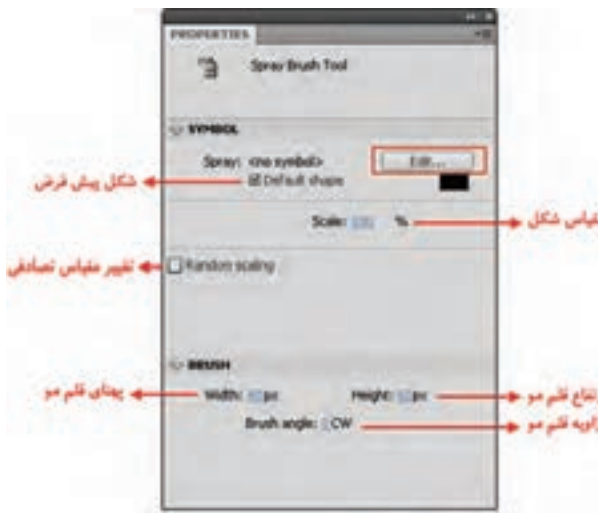 PROPERTIES
Spray Brush Tool
SYMBOL
Spray: <no symbol> Edit...
Default shape
شکل پیش فرض
Scale: %
مقیاس شکل
Random scaling
تغییر مقیاس تصادفی
BRUSH
Width: px Height: px
پهنای قلم مو
ارتفاع قلم مو
Brush angle: CW
زاویه قلم مو